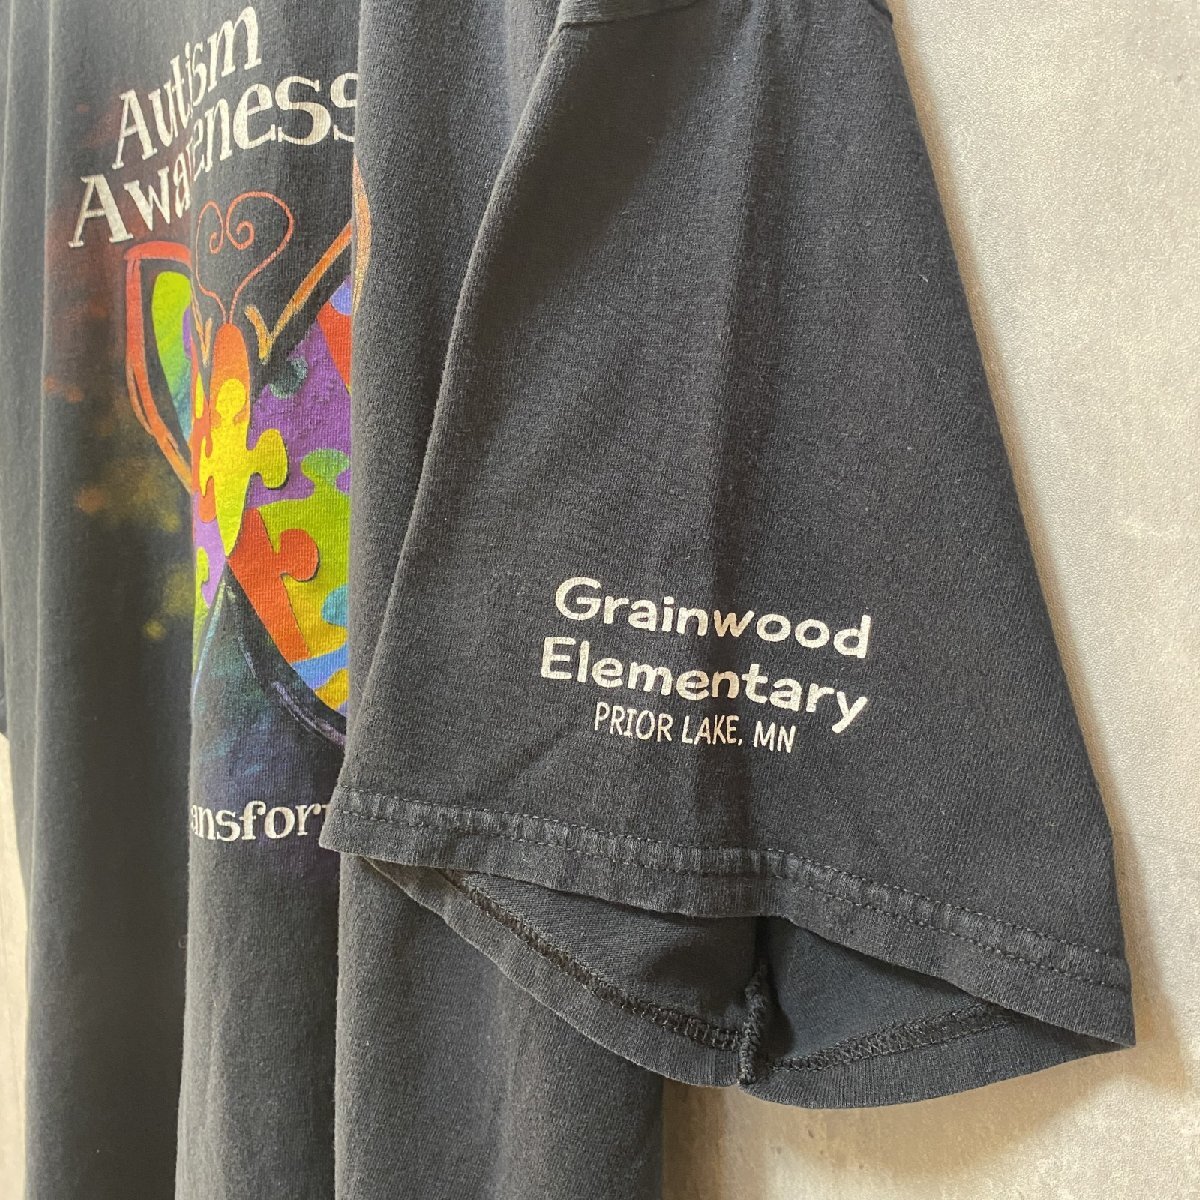 Autism
Awareness
Grainwood
Elementary
PRIOR LAKE, MN